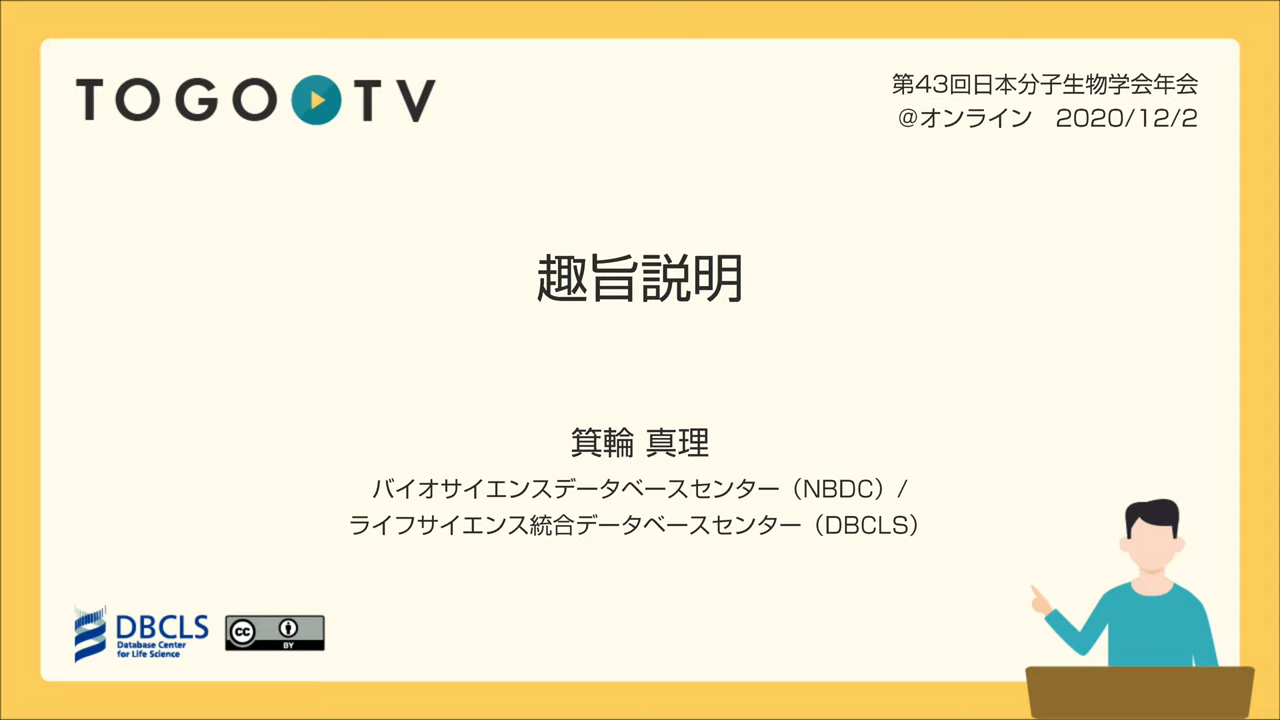 TOGO TV
第43回日本分子生物学会年会
@オンライン　2020/12/2
趣旨説明
箕輪 真理
バイオサイエンスデータベースセンター（NBDC）/
ライフサイエンス統合データベースセンター（DBCLS）
DBCLS
Database Center
for Life Science
cc
BY